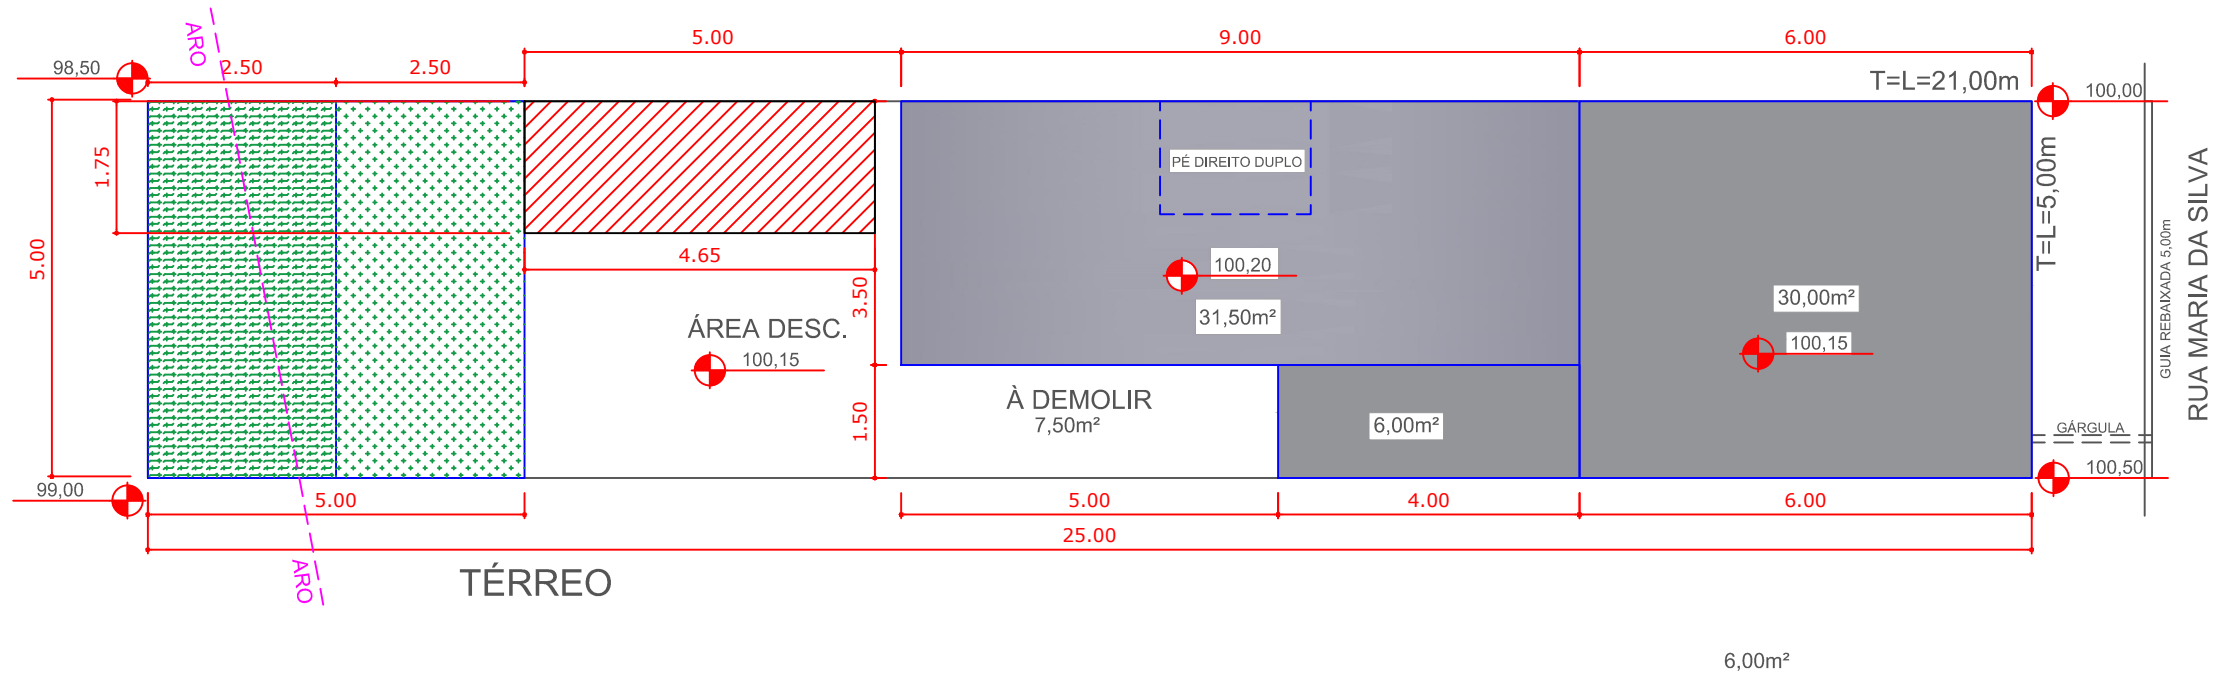 5.00
9.00
6.00
ARO
98,50
2.50
2.50
T=L=21,00m
100,00
1.75
PÉ DIREITO DUPLO
T=L=5,00m
RUA MARIA DA SILVA
GUIA REBAIXADA 5,00m
5.00
4.65
100,20
3.50
31,50m²
30,00m²
ÁREA DESC.
100,15
100,15
À DEMOLIR
7,50m²
1.50
6,00m²
GÁRGULA
100,50
99,00
5.00
5.00
4.00
6.00
25.00
ARO
TÉRREO
6,00m²